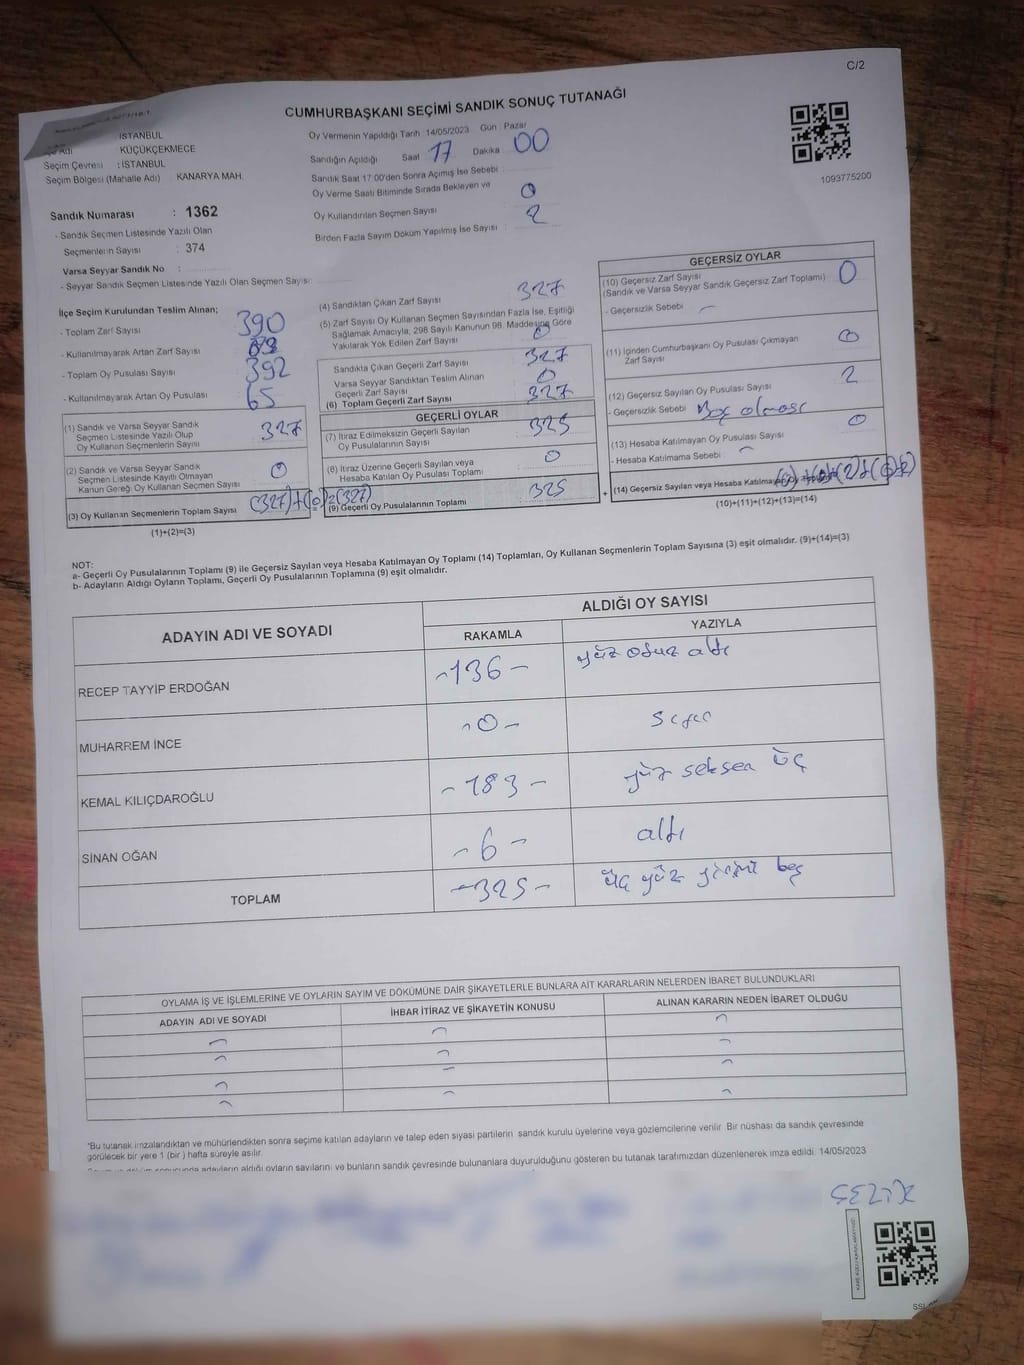 C/2
CUMHURBAŞKANI SEÇİMİ SANDIK SONUÇ TUTANAĞI
1093775200
İSTANBUL
Adı KÜÇÜKÇEKMECE
Seçim Çevresi : İSTANBUL
Seçim Bölgesi (Mahalle Adı) KANARYA MAH.
Sandık Numarası : 1362
- Sandık Seçmen Listesinde Yazılı Olan
Seçmenlerin Sayısı : 374
Varsa Seyyar Sandık No :
- Seyyar Sandık Seçmen Listesinde Yazılı Olan Seçmen Sayısı:
Oy Vermenin Yapıldığı Tarih 14/05/2023 Gün : Pazar
Sandığın Açıldığı Saat 17 Dakika 00
Sandık Saat 17:00'den Sonra Açılmış İse Sebebi
Oy Verme Saati Bitiminde Sırada Bekleyen ve
Oy Kullandırılan Seçmen Sayısı 0
Birden Fazla Sayım Döküm Yapılmış İse Sayısı : 2
İlçe Seçim Kurulundan Teslim Alınan;
- Toplam Zarf Sayısı 390
- Kullanılmayarak Artan Zarf Sayısı
- Toplam Oy Pusulası Sayısı 392
- Kullanılmayarak Artan Oy Pusulası 65
(1) Sandık ve Varsa Seyyar Sandık
Seçmen Listesinde Yazılı Olup
Oy Kullanan Seçmenlerin Sayısı 327
(2) Sandık ve Varsa Seyyar Sandık
Seçmen Listesinde Kayıtlı Olmayan
Kanun Gereği Oy Kullanan Seçmen Sayısı 0
(3) Oy Kullanan Seçmenlerin Toplam Sayısı (327)+(0)=(327)
(1)+(2)=(3)
(4) Sandıktan Çıkan Zarf Sayısı 327
(5) Zarf Sayısı Oy Kullanan Seçmen Sayısından Fazla İse, Eşitliği
Sağlamak Amacıyla, 298 Sayılı Kanunun 98. Maddesine Göre
Yakılarak Yok Edilen Zarf Sayısı 0
Sandıkta Çıkan Geçerli Zarf Sayısı 327
Varsa Seyyar Sandıktan Teslim Alınan
Geçerli Zarf Sayısı 0
(6) Toplam Geçerli Zarf Sayısı 327
GEÇERLİ OYLAR
(7) İtiraz Edilmeksizin Geçerli Sayılan
Oy Pusulalarının Sayısı 325
(8) İtiraz Üzerine Geçerli Sayılan veya
Hesaba Katılan Oy Pusulası Toplamı 0
(9) Geçerli Oy Pusulalarının Toplamı : 325
+
GEÇERSİZ OYLAR
(10) Geçersiz Zarf Sayısı
(Sandık ve Varsa Seyyar Sandık Geçersiz Zarf Toplamı) 0
- Geçersizlik Sebebi :
(11) İçinden Cumhurbaşkanı Oy Pusulası Çıkmayan
Zarf Sayısı 0
(12) Geçersiz Sayılan Oy Pusulası Sayısı 2
- Geçersizlik Sebebi Boş olması
(13) Hesaba Katılmayan Oy Pusulası Sayısı 0
- Hesaba Katılmama Sebebi :
(14) Geçersiz Sayılan veya Hesaba Katılmayan
(10)+(11)+(12)+(13)=(14)
NOT:
a- Geçerli Oy Pusulalarının Toplamı (9) ile Geçersiz Sayılan veya Hesaba Katılmayan Oy Toplamı (14) Toplamları, Oy Kullanan Seçmenlerin Toplam Sayısına (3) eşit olmalıdır. (9)+(14)=(3)
b- Adayların Aldığı Oyların Toplamı, Geçerli Oy Pusulalarının Toplamına (9) eşit olmalıdır.
ADAYIN ADI VE SOYADI ALDIĞI OY SAYISI
RAKAMLA YAZIYLA
RECEP TAYYİP ERDOĞAN -136- yüz otuz altı
MUHARREM İNCE -0- Sıfır
KEMAL KILIÇDAROĞLU -183- yüz seksen üç
SİNAN OĞAN -6- altı
TOPLAM -325- üç yüz yirmi beş
OYLAMA İŞ VE İŞLEMLERİNE VE OYLARIN SAYIM VE DÖKÜMÜNE DAİR ŞİKAYETLERLE BUNLARA AİT KARARLARIN NELERDEN İBARET BULUNDUKLARI
ADAYIN ADI VE SOYADI İHBAR İTİRAZ VE ŞİKAYETİN KONUSU ALINAN KARARIN NEDEN İBARET OLDUĞU
*Bu tutanak imzalandıktan ve mühürlendikten sonra seçime katılan adayların ve talep eden siyasi partilerin sandık kurulu üyelerine veya gözlemcilerine verilir. Bir nüshası da sandık çevresinde
görülecek bir yere 1 (bir) hafta süreyle asılır.
sonucunda adayların aldığı oyların sayılarını ve bunların sandık çevresinde bulunanlara duyurulduğunu gösteren bu tutanak tarafımızdan düzenlenerek imza edildi. 14/05/2023